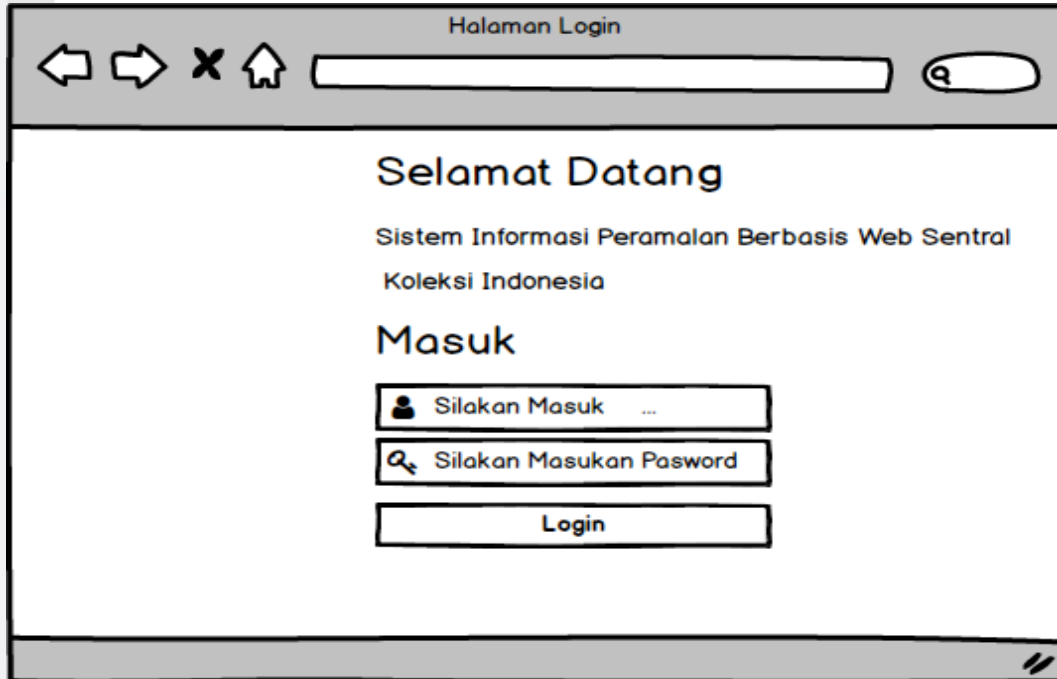 Halaman Login
Selamat Datang
Sistem Informasi Peramalan Berbasis Web Sentral
Koleksi Indonesia
Masuk
Silakan Masuk ...
Silakan Masukan Pasword
Login